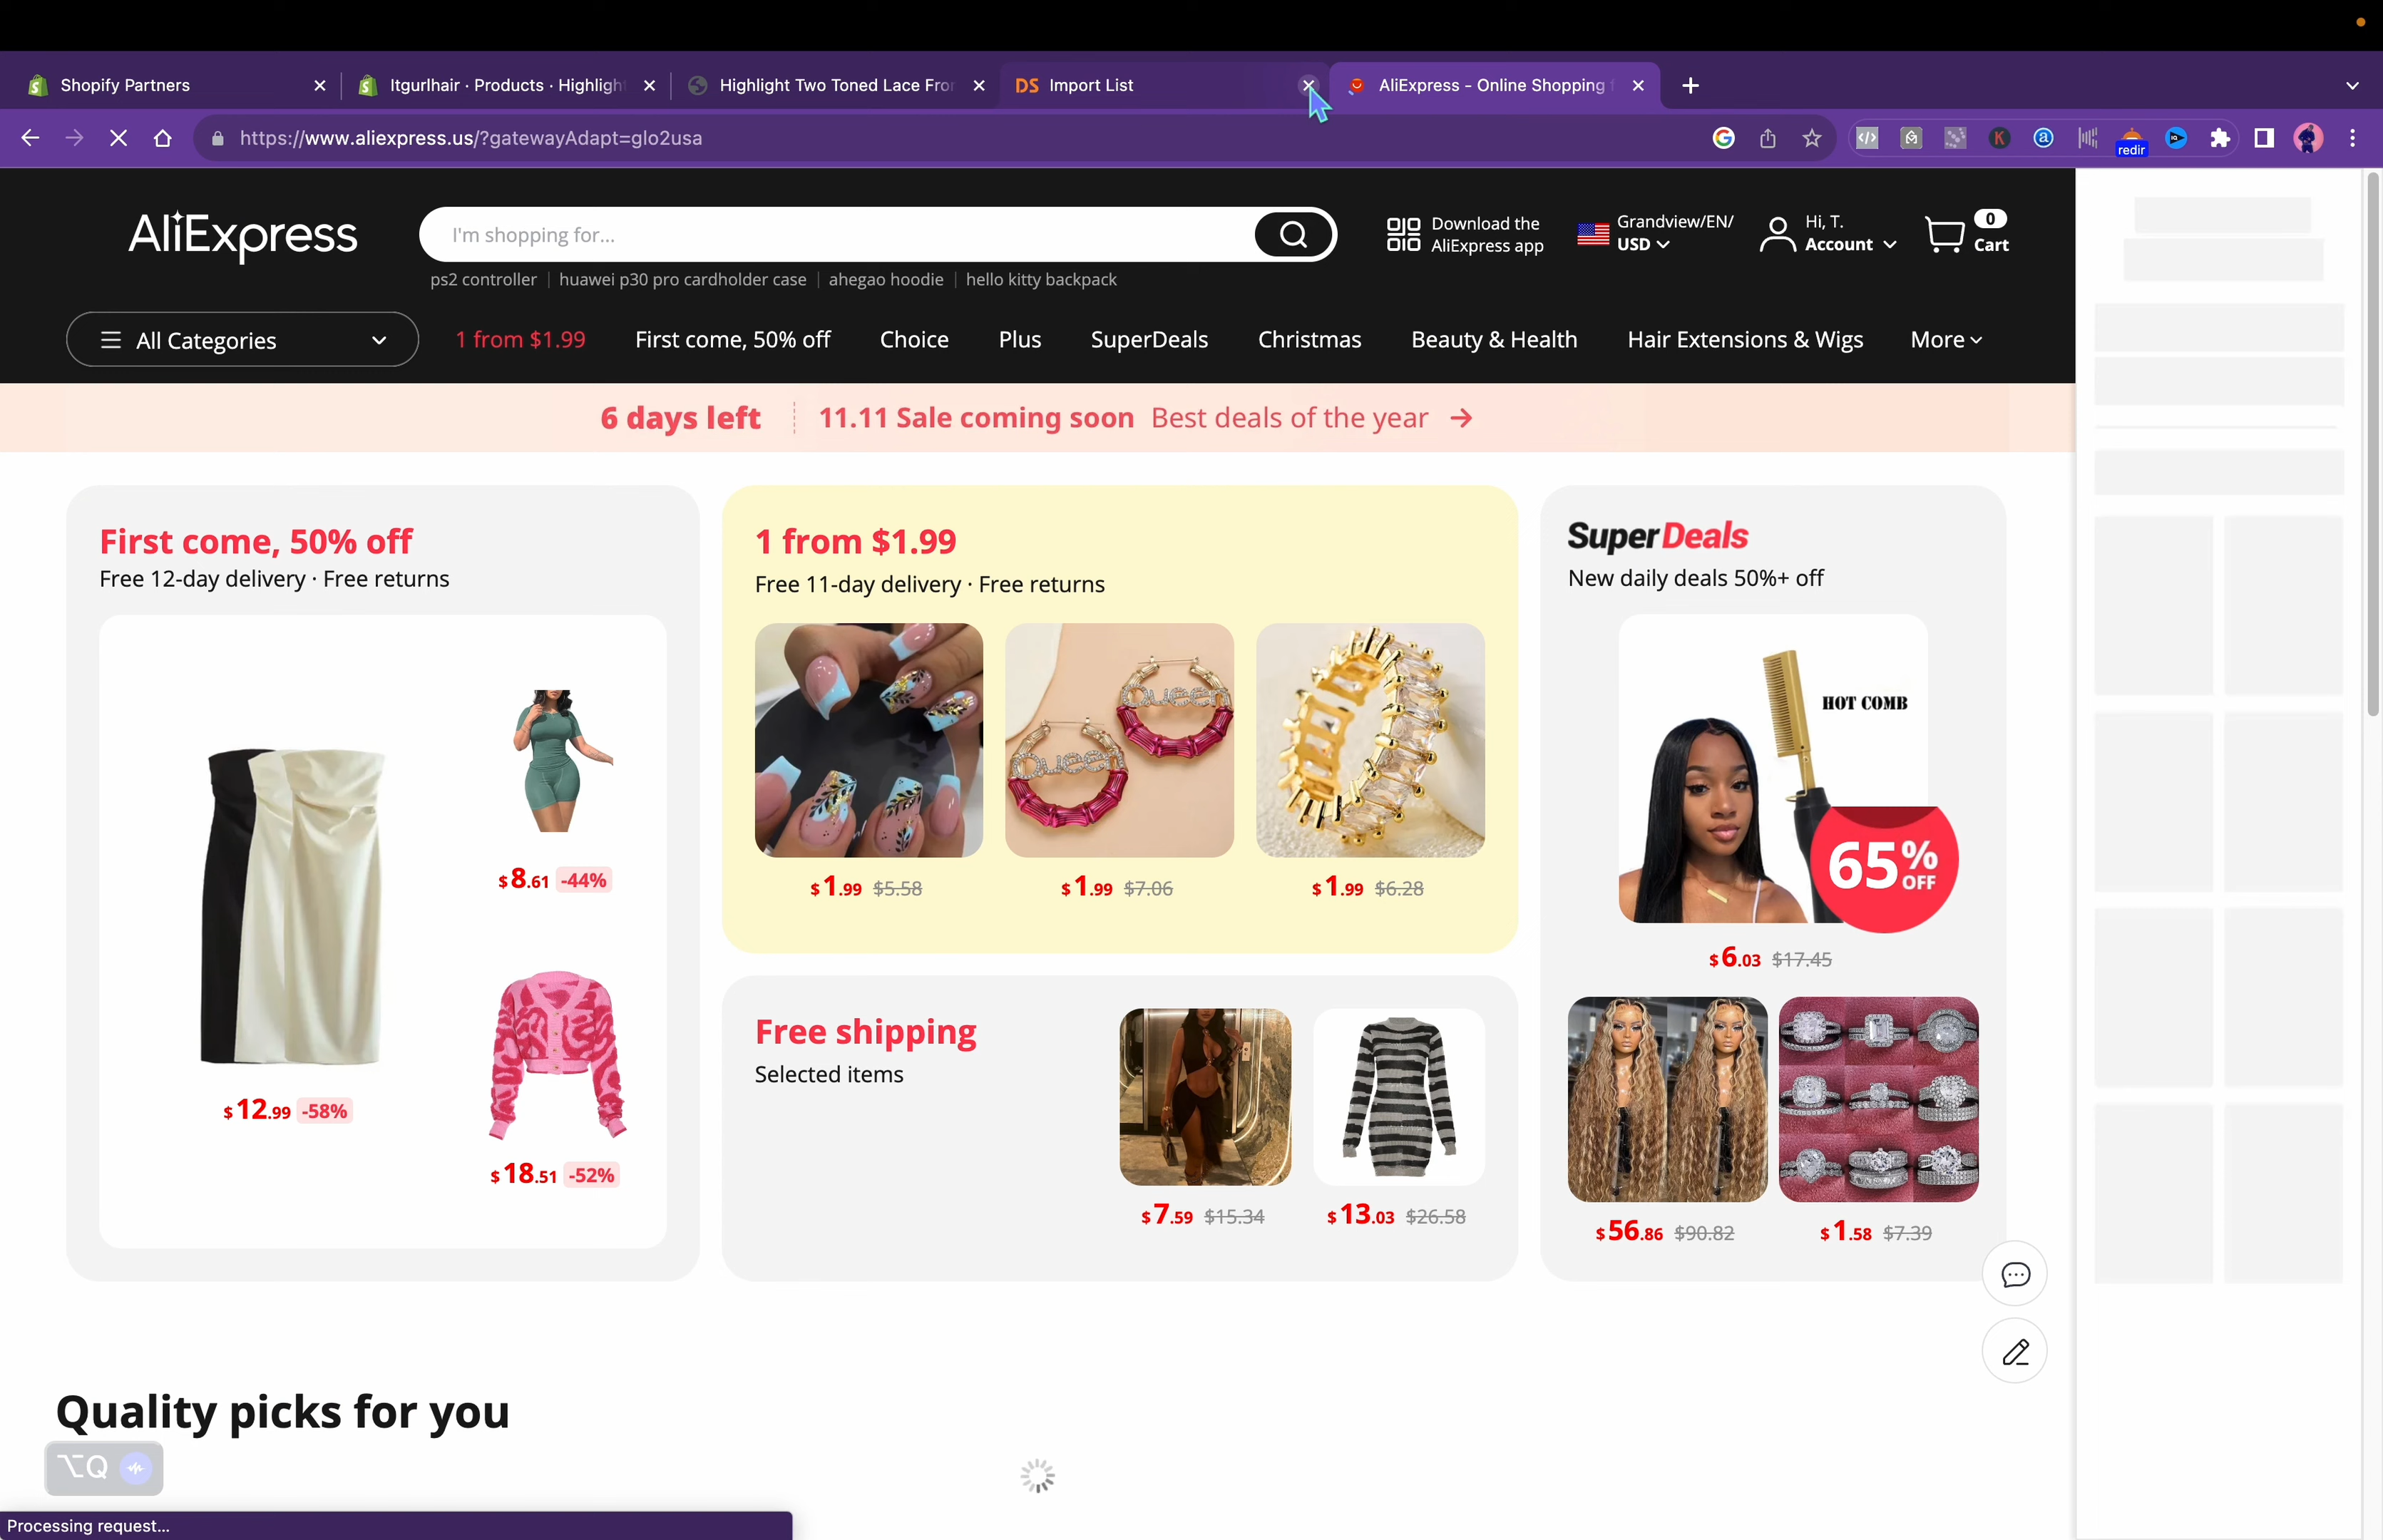 Shopify Partners
Itgurlhair · Products · Highligh
Highlight Two Toned Lace Fron
DS Import List
AliExpress - Online Shopping f
https://www.aliexpress.us/?gatewayAdapt=glo2usa
redir
AliExpress
I'm shopping for...
Download the
AliExpress app
Grandview/EN/
USD
Hi, T.
Account
0
Cart
ps2 controller
huawei p30 pro cardholder case
ahegao hoodie
hello kitty backpack
All Categories
1 from $1.99
First come, 50% off
Choice
Plus
SuperDeals
Christmas
Beauty & Health
Hair Extensions & Wigs
More
6 days left
11.11 Sale coming soon Best deals of the year
First come, 50% off
Free 12-day delivery · Free returns
$8.61 -44%
$12.99 -58%
$18.51 -52%
1 from $1.99
Free 11-day delivery · Free returns
Queen
Queen
$1.99 $5.58
$1.99 $7.06
$1.99 $6.28
Free shipping
Selected items
$7.59 $15.34
$13.03 $26.58
SuperDeals
New daily deals 50%+ off
HOT COMB
65% OFF
$6.03 $17.45
$56.86 $90.82
$1.58 $7.39
Quality picks for you
⌥Q
Processing request...